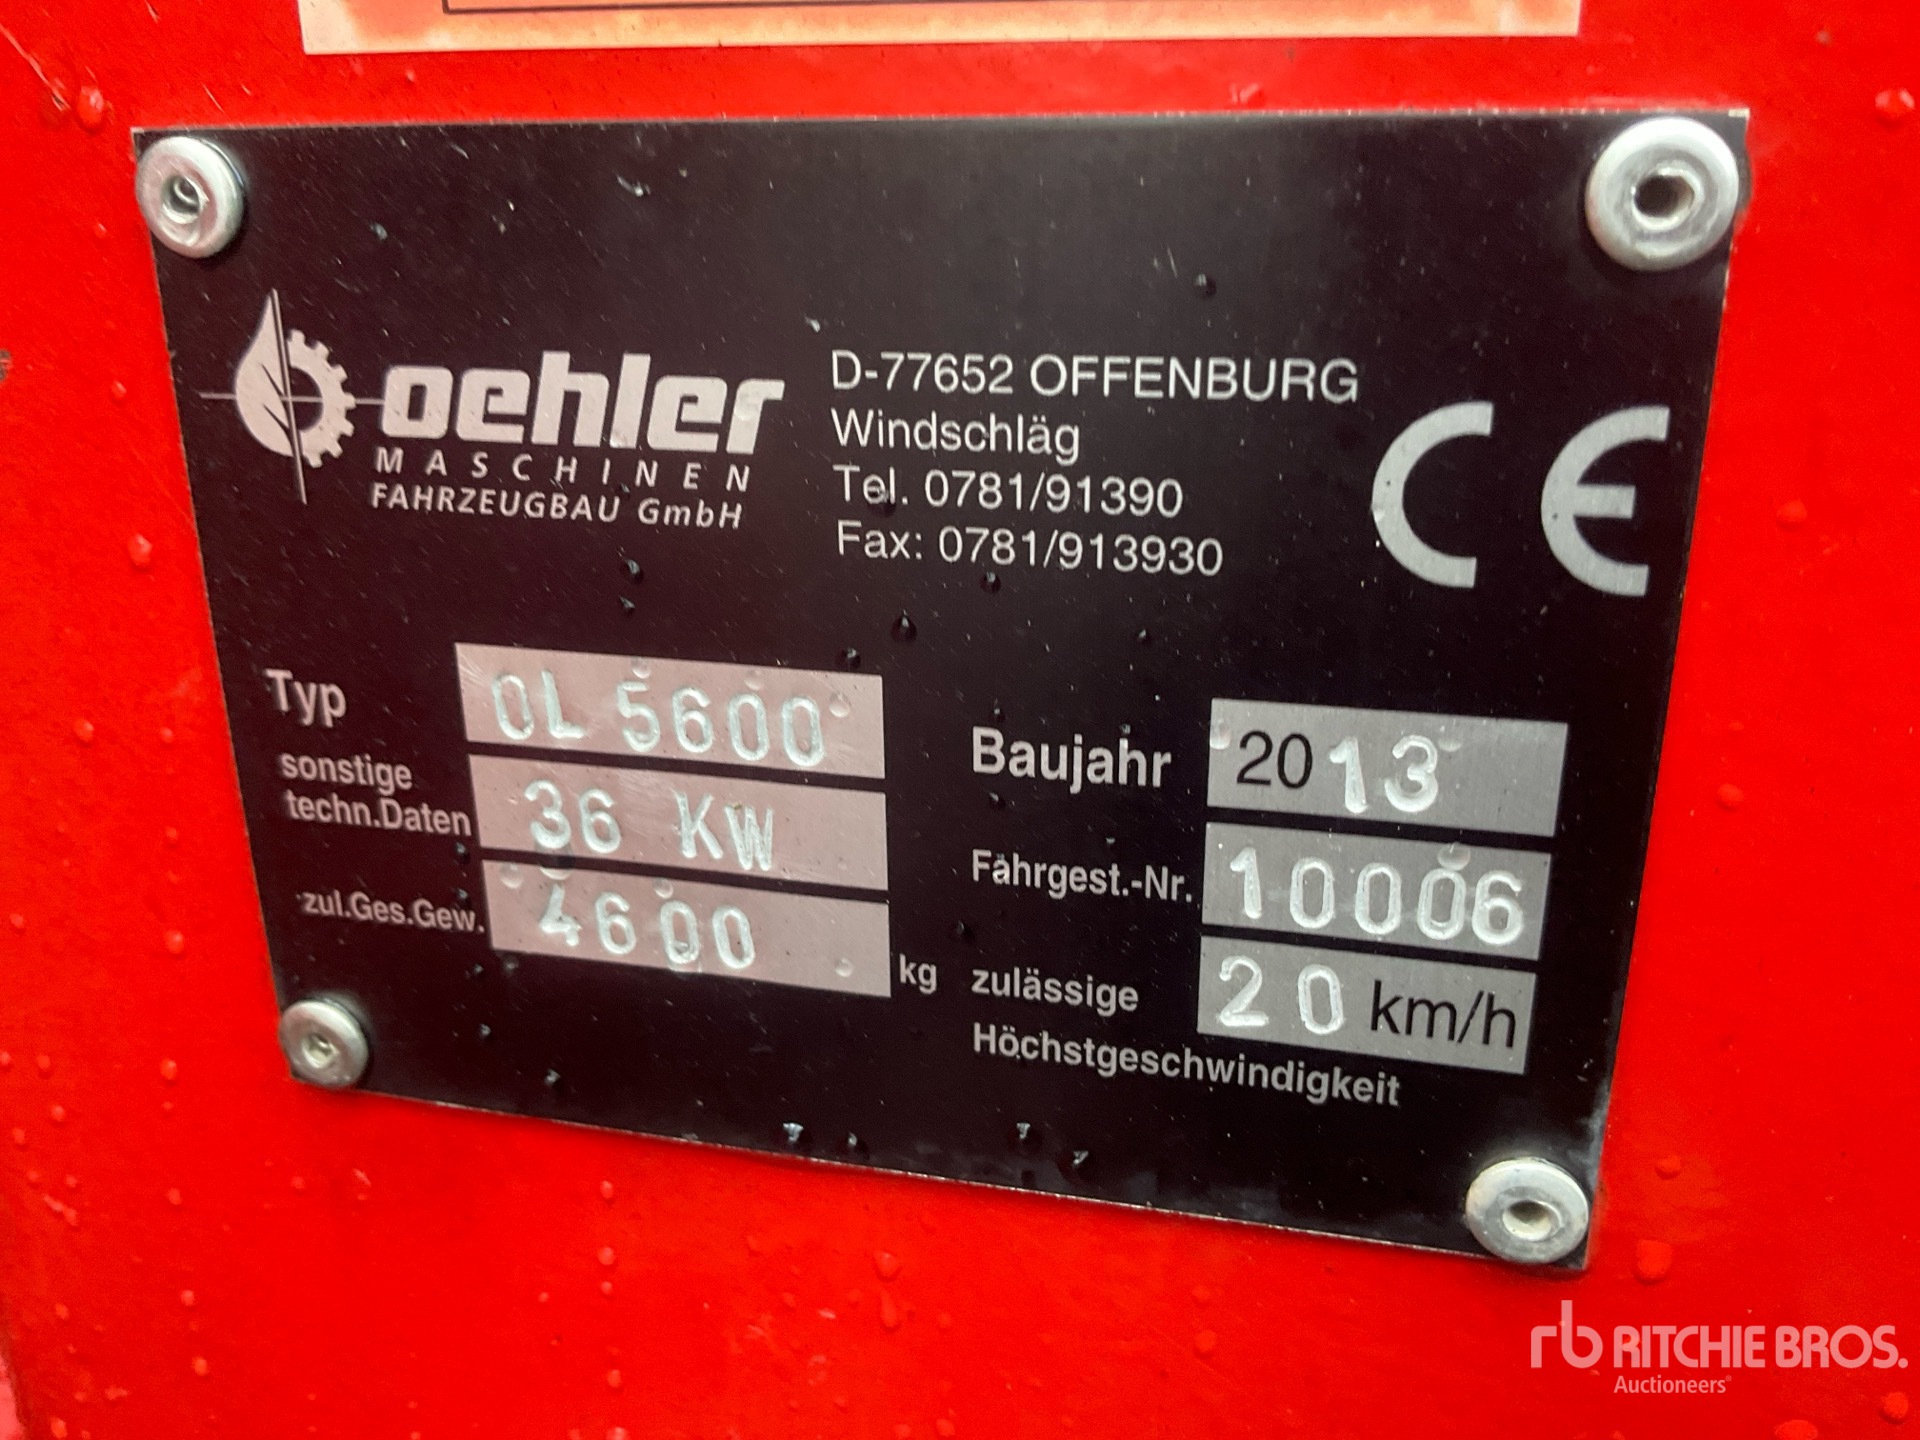 oehler
MASCHINEN
FAHRZEUGBAU GmbH
D-77652 OFFENBURG
Windschläg
Tel. 0781/91390
Fax: 0781/913930
CE
Typ OL 5600
sonstige
techn.Daten 36 KW
zul.Ges.Gew. 4600 kg
Baujahr 2013
Fahrgest.-Nr. 10006
zulässige 20 km/h
Höchstgeschwindigkeit
rb RITCHIE BROS.
Auctioneers